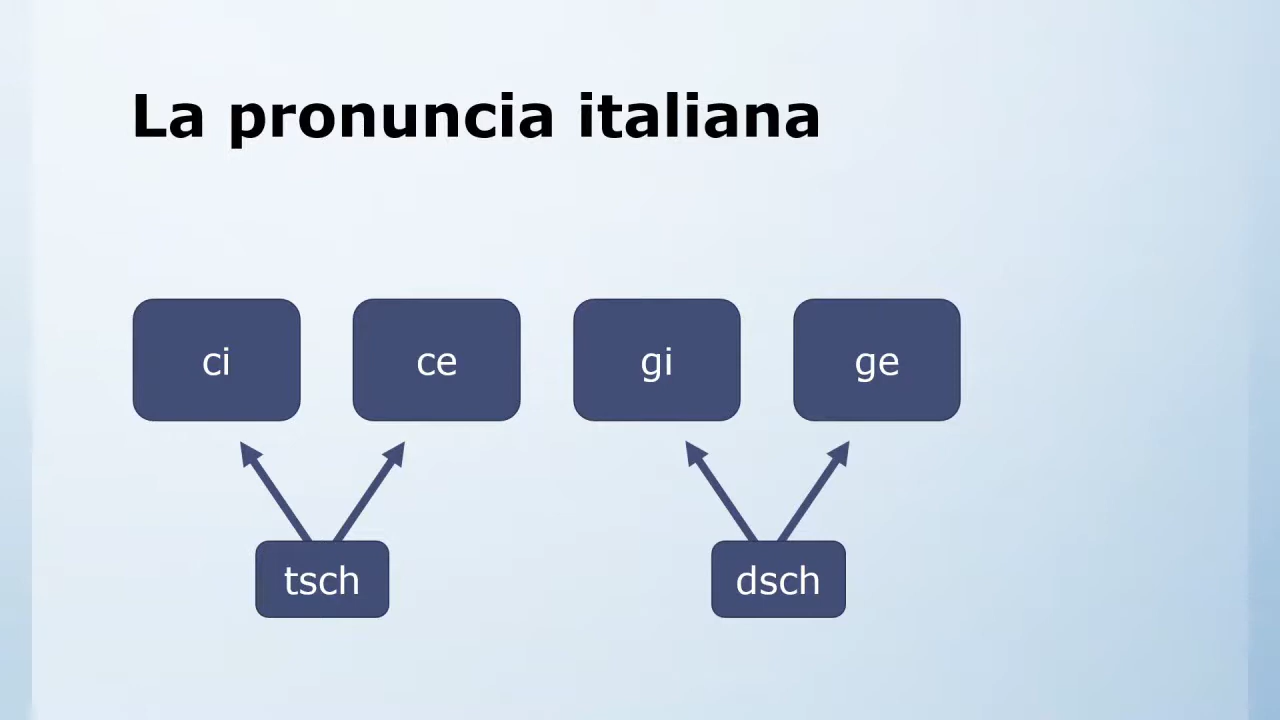 La pronuncia italiana
ci
ce
gi
ge
tsch
dsch